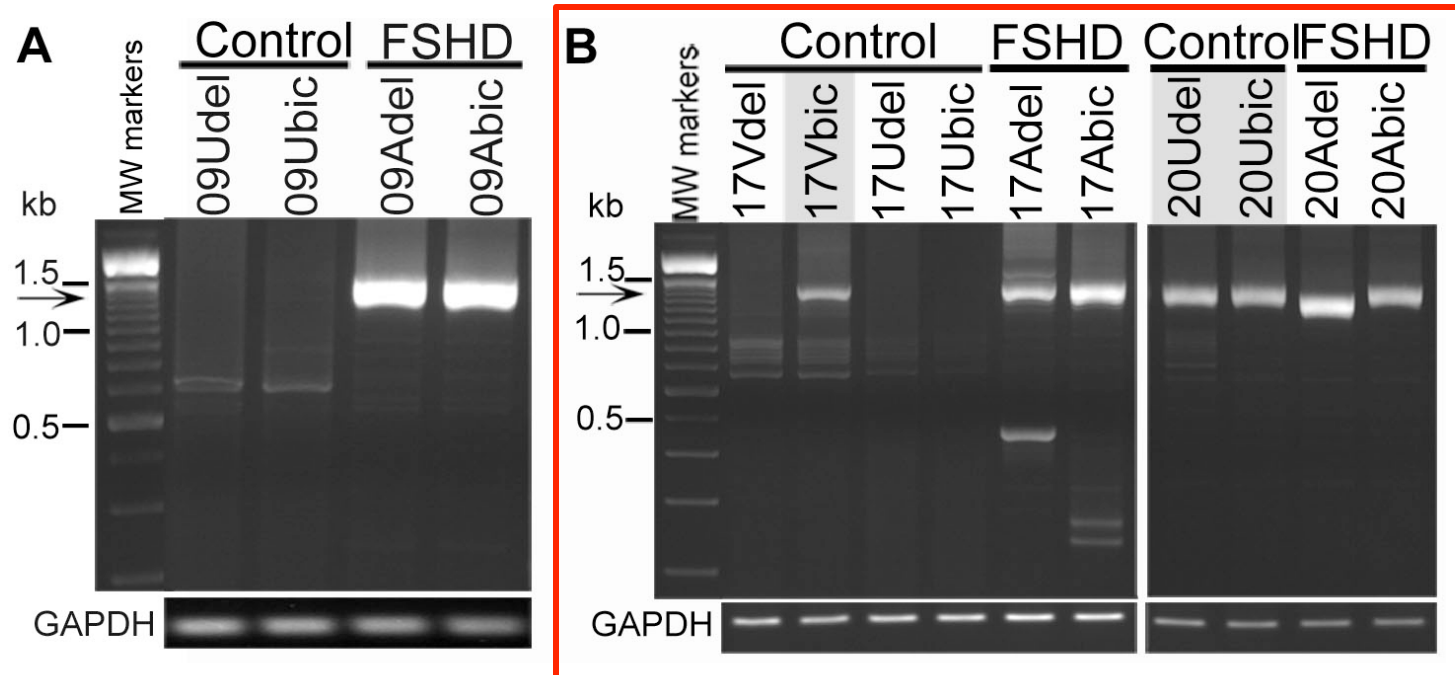 A
Control FSHD
MW markers
09Udel
09Ubic
09Adel
09Abic
kb
1.5
1.0
0.5
GAPDH
B
Control FSHD Control FSHD
MW markers
17Vdel
17Vbic
17Udel
17Ubic
17Adel
17Abic
20Udel
20Ubic
20Adel
20Abic
kb
1.5
1.0
0.5
GAPDH